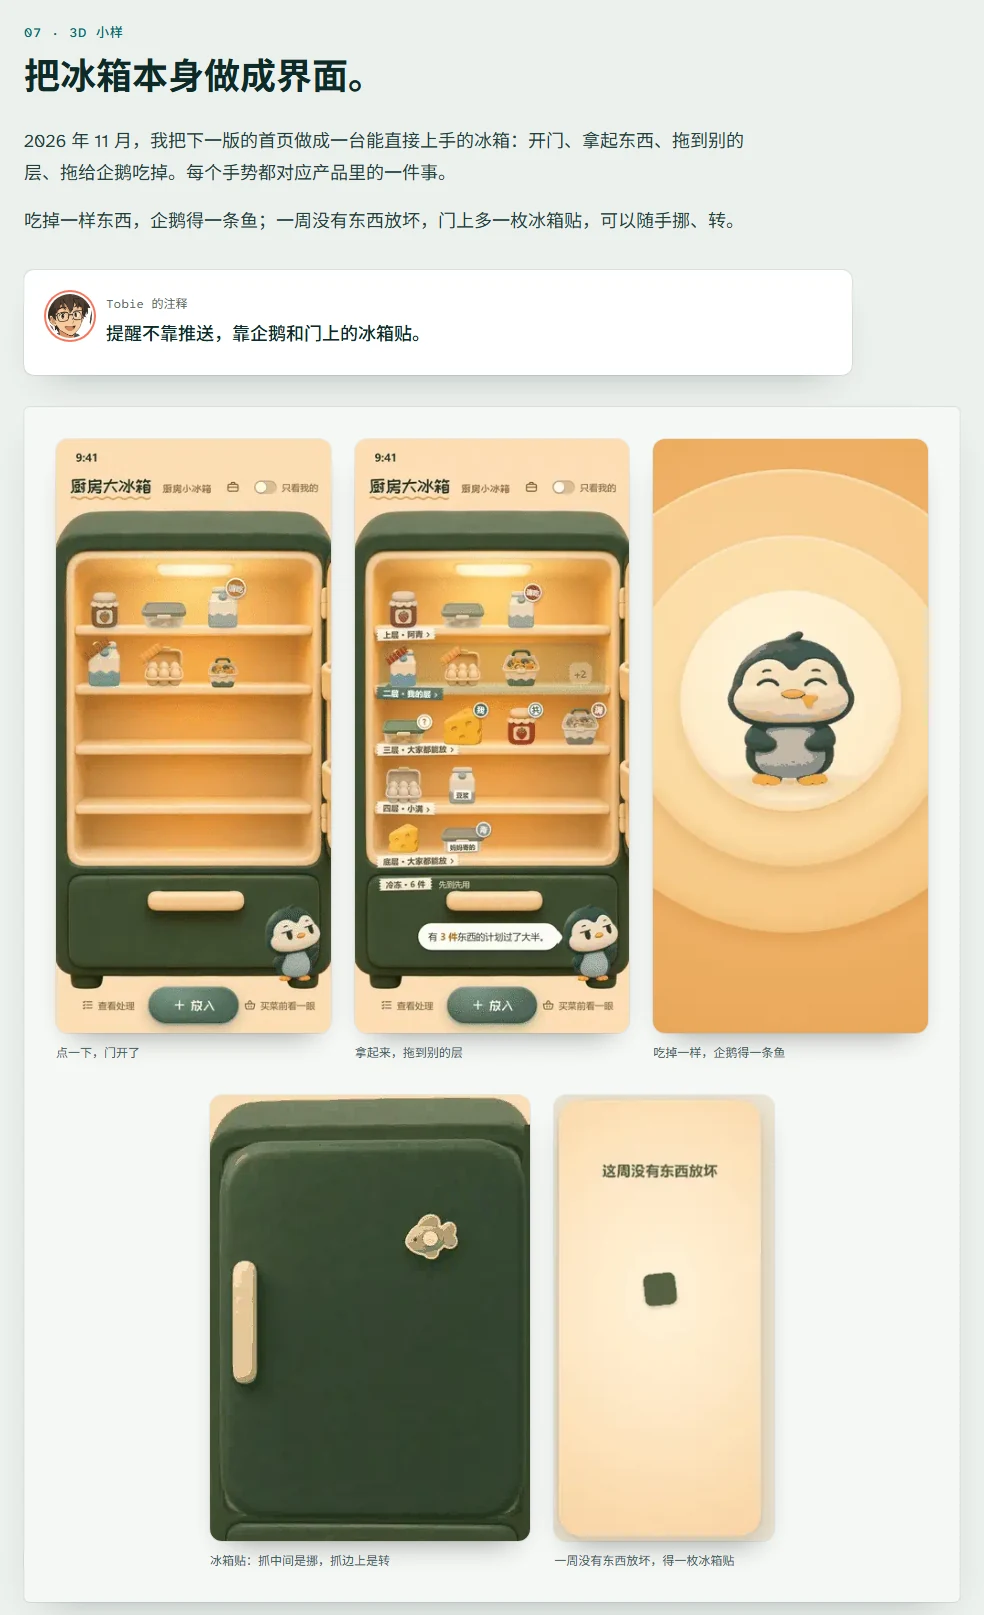 07 · 3D 小样
把冰箱本身做成界面。
2026 年 11 月，我把下一版的首页做成一台能直接上手的冰箱：开门、拿起东西、拖到别的
层、拖给企鹅吃掉。每个手势都对应产品里的一件事。
吃掉一样东西，企鹅得一条鱼；一周没有东西放坏，门上多一枚冰箱贴，可以随手挪、转。
Tobie 的注释
提醒不靠推送，靠企鹅和门上的冰箱贴。
9:41
厨房大冰箱 厨房小冰箱 只看我的
查看处理 + 放入 买菜前看一眼
点一下，门开了
9:41
厨房大冰箱 厨房小冰箱 只看我的
上层·阿青 ›
+2
二层·我的层 ›
?
共
三层·大家都能放 ›
豆浆
四层·小满 ›
青
妈妈寄的
底层·大家都能放 ›
冷冻·6 件 先到先用
有 3 件东西的计划过了大半。
查看处理 + 放入 买菜前看一眼
拿起来，拖到别的层
吃掉一样，企鹅得一条鱼
冰箱贴：抓中间是挪，抓边上是转
这周没有东西放坏
一周没有东西放坏，得一枚冰箱贴